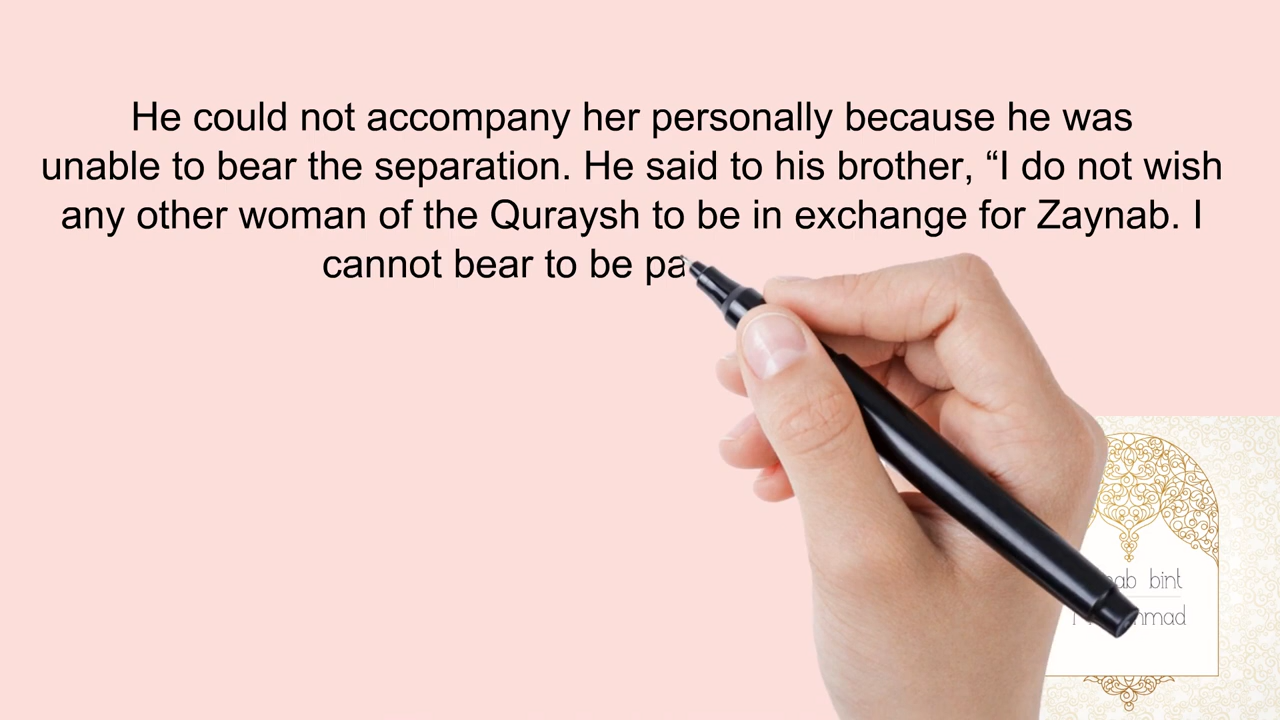 He could not accompany her personally because he was
unable to bear the separation. He said to his brother, “I do not wish
any other woman of the Quraysh to be in exchange for Zaynab. I
cannot bear to be pa
bint